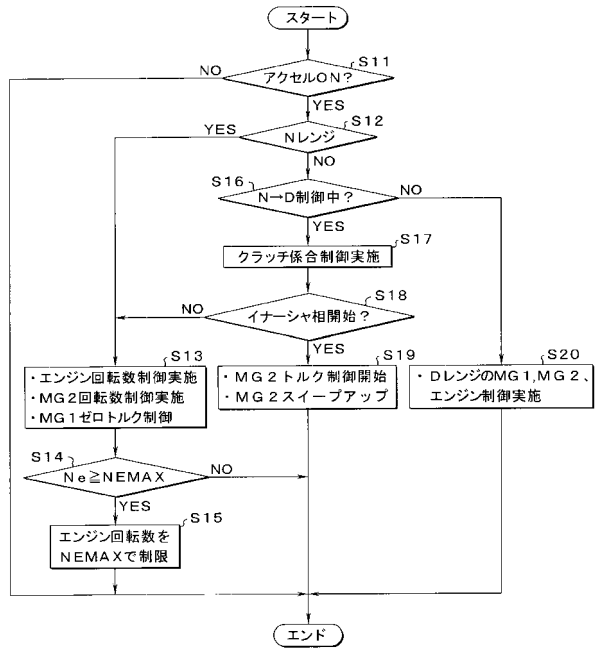 スタート
S11
アクセルON?
NO
YES
S12
Nレンジ
YES
NO
S16
N→D制御中?
NO
YES
S17
クラッチ係合制御実施
S18
イナーシャ相開始?
NO
YES
S13
・エンジン回転数制御実施
・MG2回転数制御実施
・MG1ゼロトルク制御
S19
・MG2トルク制御開始
・MG2スイープアップ
S20
・DレンジのMG1,MG2、
エンジン制御実施
S14
Ne≧NEMAX
NO
YES
S15
エンジン回転数を
NEMAXで制限
エンド